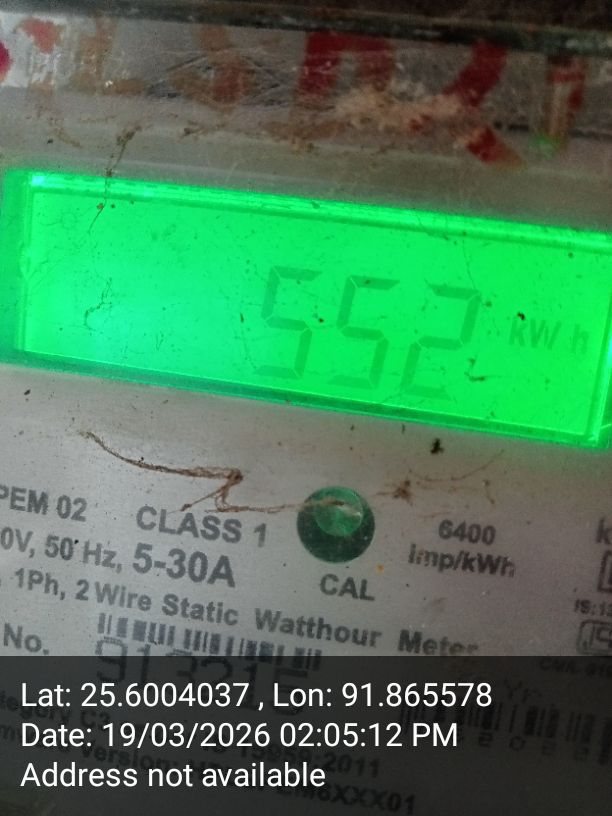 552 kW h
PEM 02
CLASS 1
6400
imp/kWh
0V, 50 Hz, 5-30A
CAL
1Ph, 2 Wire Static Watthour Meter
No.
Lat: 25.6004037 , Lon: 91.865578
Date: 19/03/2026 02:05:12 PM
Address not available